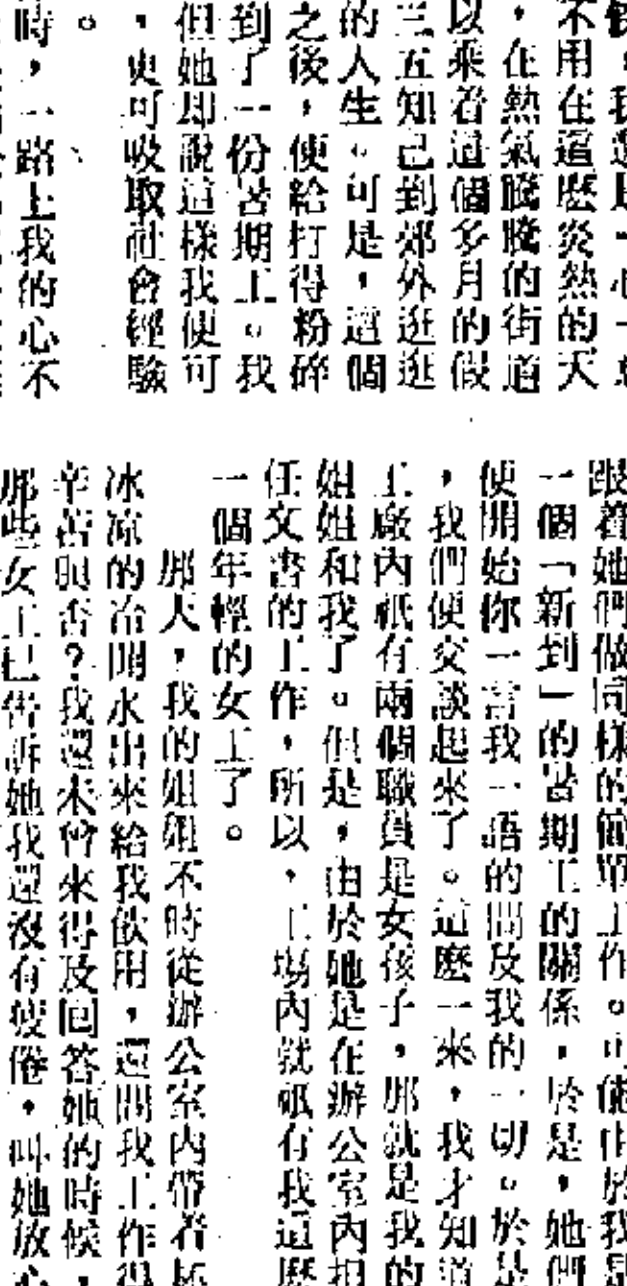 我還是
不用在這麼炎熱的天
，在熱氣騰騰的街道
以乘着這個多月的假
三五知己到郊外逛逛
的人生。可是，這個
之後，便給打得粉碎
到了一份暑期工。我
但她卻說這樣我便可
，更可吸取社會經驗
。
時，一路上我的心不
跟着她們做同樣的簡單工作。可能由於我是
一個「新到」的暑期工的關係，於是，她們
便開始你一言我一語的問及我的一切。於是
，我們便交談起來了。這麼一來，我才知道
工廠內祇有兩個職員是女孩子，那就是我的
姐姐和我了。但是，由於她是在辦公室內担
任文書的工作，所以，工場內就祇有我這麼
一個年輕的女工了。
那天，我的姐姐不時從辦公室內帶着
冰凉的冶開水出來給我飲用，還問我工作得
辛苦與否？我還未曾來得及回答她的時候，
那些女工已告訴她我還沒有疲倦，叫她放心